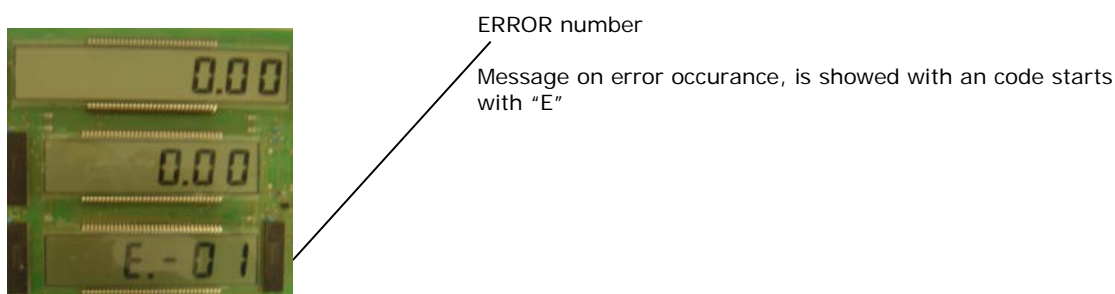 ERROR number
Message on error occurance, is showed with an code starts
with “E”
0.00
0.00
E.-01